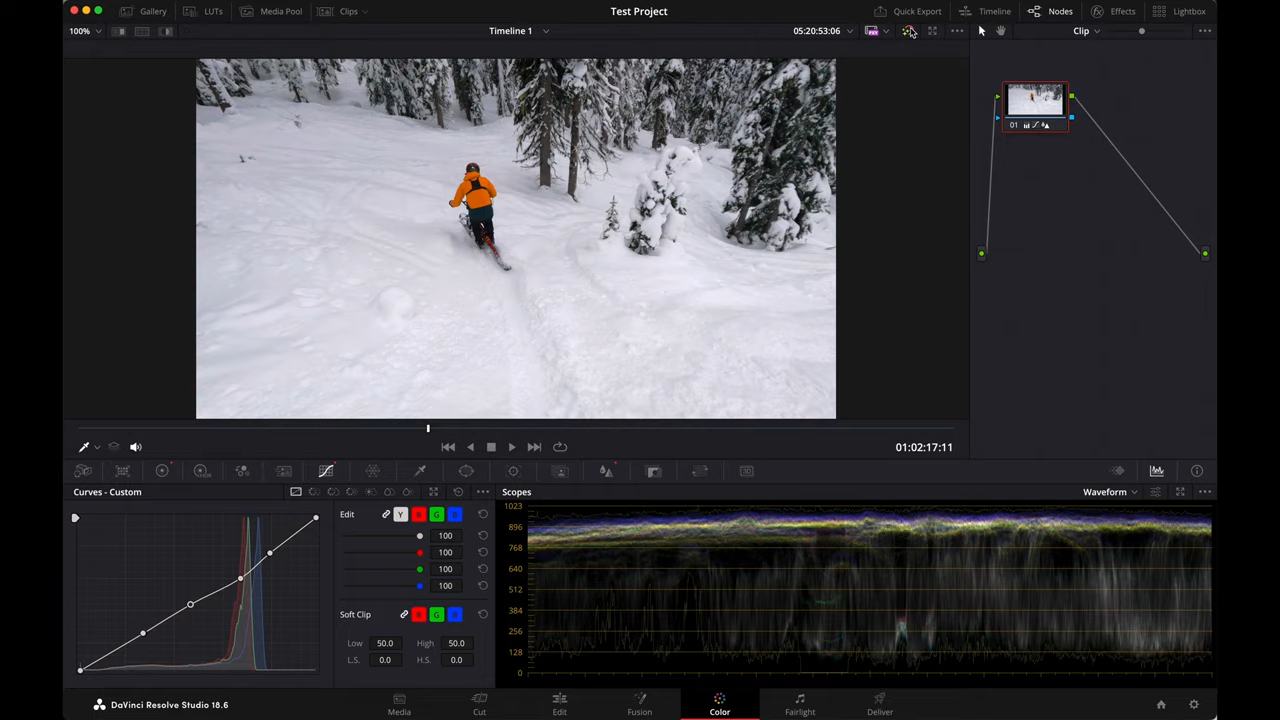 Gallery LUTs Media Pool Clips Test Project Quick Export Timeline Nodes Effects Lightbox
100% Timeline 1 05:20:53:06 Clip
01
01:02:17:11
Curves - Custom
Edit Y R G B
100
100
100
100
Soft Clip R G B
Low 50.0 High 50.0
L.S. 0.0 H.S. 0.0
Scopes Waveform
1023
896
768
640
512
384
256
128
0
DaVinci Resolve Studio 18.6 Media Cut Edit Fusion Color Fairlight Deliver